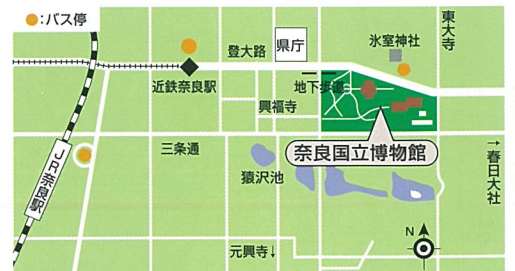 ●:バス停
登大路
県庁
氷室神社
東大寺
近鉄奈良駅
地下歩道
興福寺
奈良国立博物館
三条通
JR奈良駅
猿沢池
→春日大社
元興寺↓
N